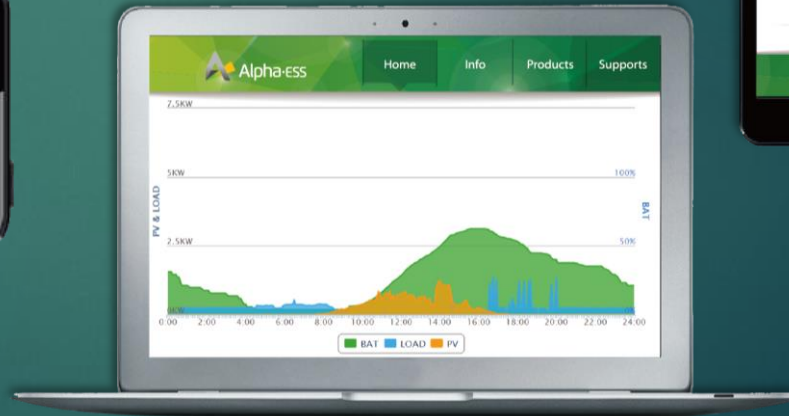 Alpha-ESS
Home Info Products Supports
7.5KW
5KW 100%
PV & LOAD BAT
2.5KW 50%
0KW 0%
0:00 2:00 4:00 6:00 8:00 10:00 12:00 14:00 16:00 18:00 20:00 22:00 24:00
BAT LOAD PV